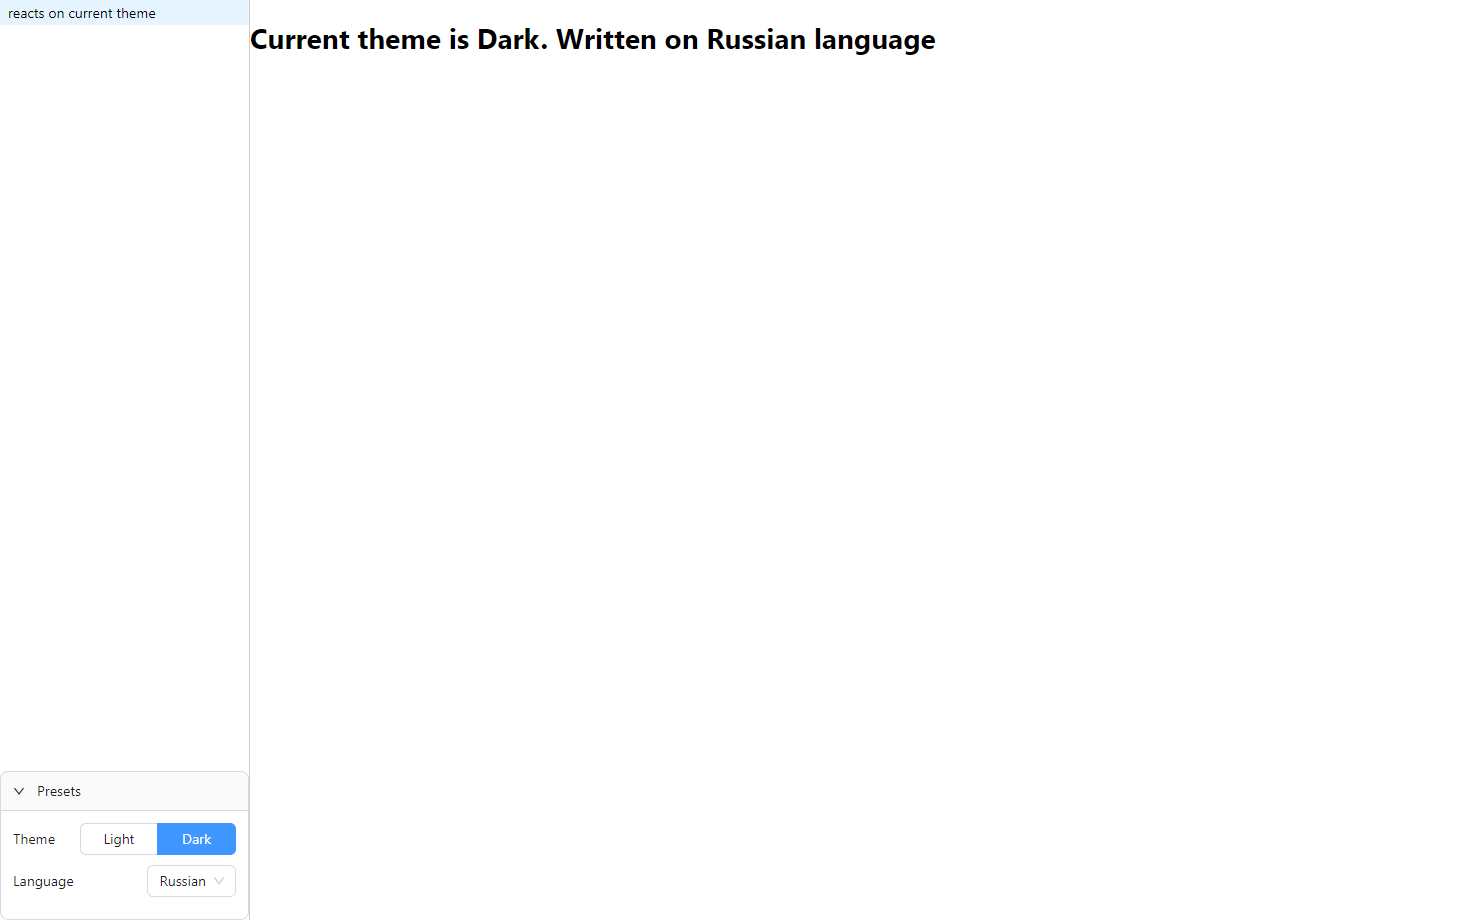 reacts on current theme
Current theme is Dark. Written on Russian language
Presets
Theme Light Dark
Language Russian